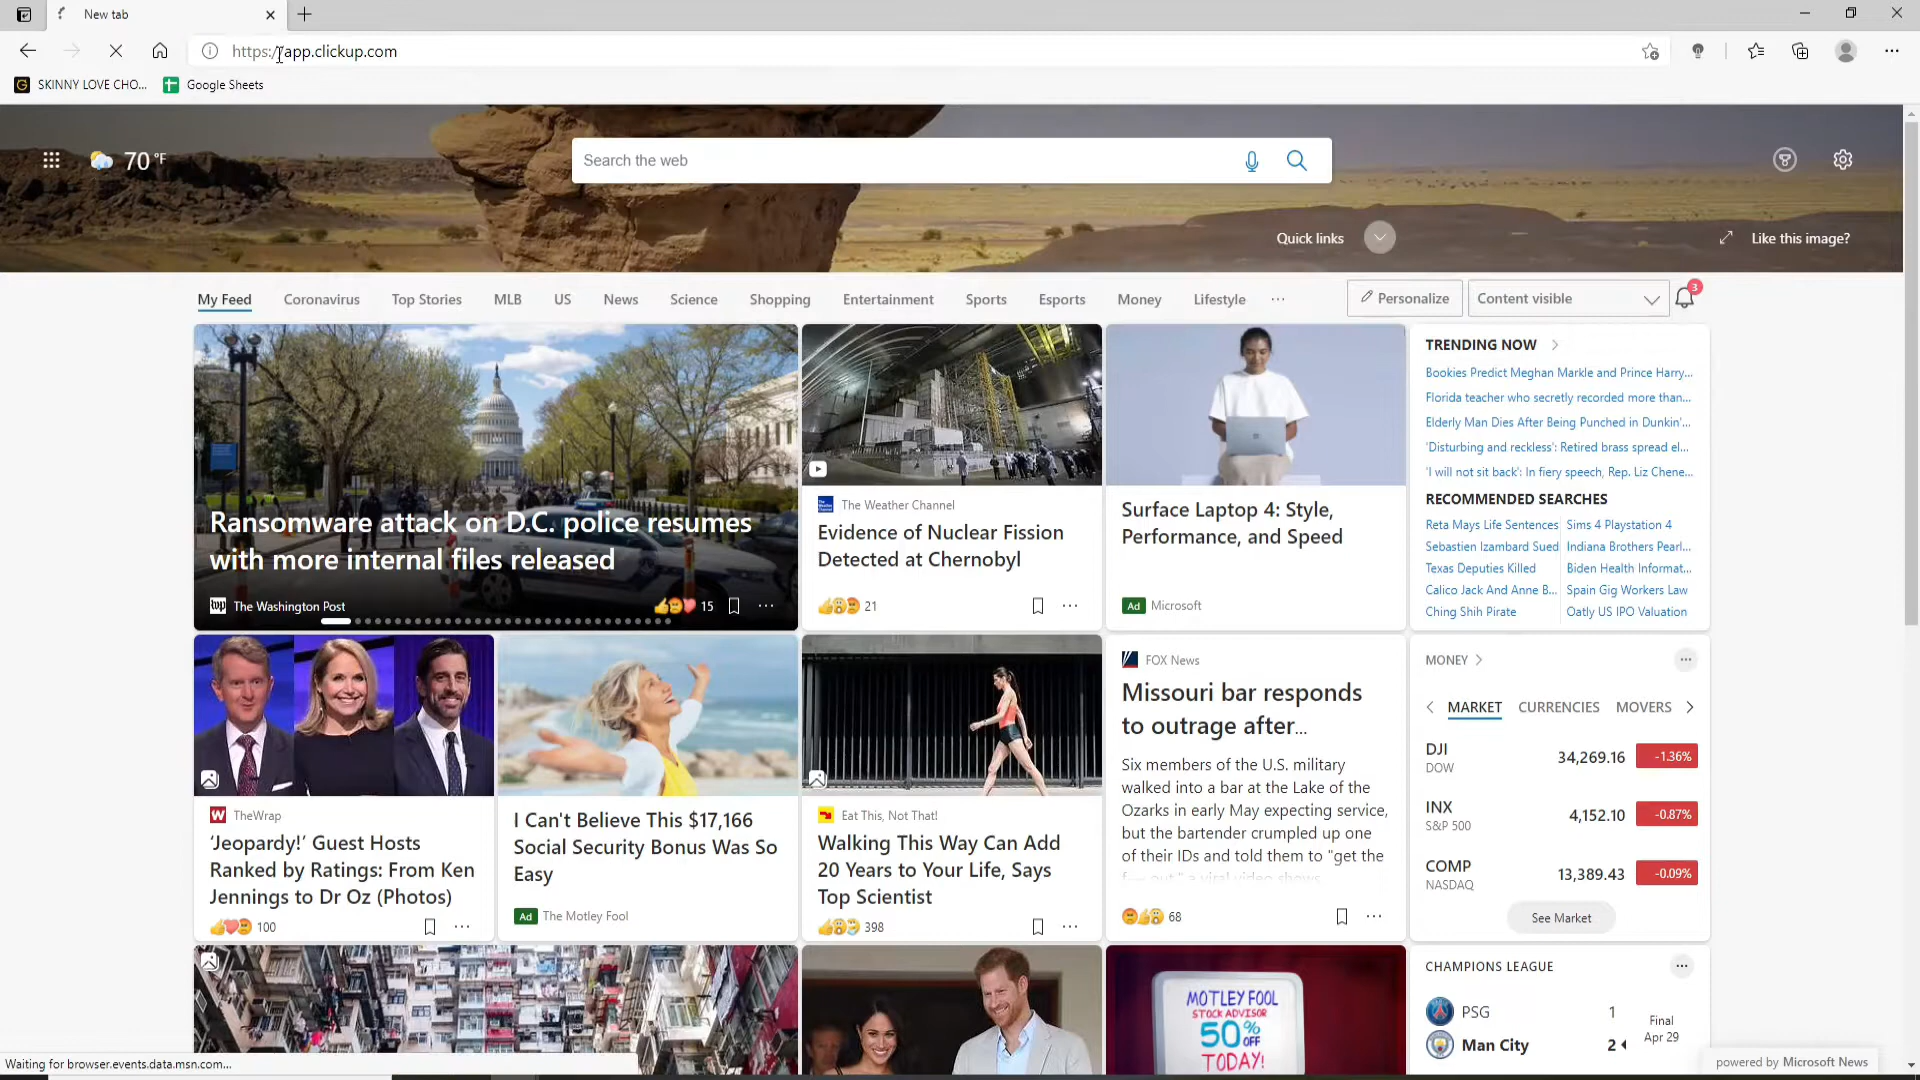 New tab
https://app.clickup.com
SKINNY LOVE CHO...
Google Sheets
70 °F
Search the web
Quick links
Like this image?
My Feed
Coronavirus
Top Stories
MLB
US
News
Science
Shopping
Entertainment
Sports
Esports
Money
Lifestyle
Personalize
Content visible
3
Ransomware attack on D.C. police resumes
with more internal files released
The Washington Post
15
The Weather Channel
Evidence of Nuclear Fission
Detected at Chernobyl
21
Surface Laptop 4: Style,
Performance, and Speed
Ad Microsoft
TRENDING NOW
Bookies Predict Meghan Markle and Prince Harry...
Florida teacher who secretly recorded more than...
Elderly Man Dies After Being Punched in Dunkin'...
'Disturbing and reckless': Retired brass spread el...
'I will not sit back': In fiery speech, Rep. Liz Chene...
RECOMMENDED SEARCHES
Reta Mays Life Sentences
Sims 4 Playstation 4
Sebastien Izambard Sued
Indiana Brothers Pearl...
Texas Deputies Killed
Biden Health Informat...
Calico Jack And Anne B...
Spain Gig Workers Law
Ching Shih Pirate
Oatly US IPO Valuation
TheWrap
'Jeopardy!' Guest Hosts
Ranked by Ratings: From Ken
Jennings to Dr Oz (Photos)
100
I Can't Believe This $17,166
Social Security Bonus Was So
Easy
Ad The Motley Fool
Eat This, Not That!
Walking This Way Can Add
20 Years to Your Life, Says
Top Scientist
398
FOX News
Missouri bar responds
to outrage after...
Six members of the U.S. military
walked into a bar at the Lake of the
Ozarks in early May expecting service,
but the bartender crumpled up one
of their IDs and told them to "get the
68
MONEY
MARKET
CURRENCIES
MOVERS
DJI
DOW
34,269.16
-1.36%
INX
S&P 500
4,152.10
-0.87%
COMP
NASDAQ
13,389.43
-0.09%
See Market
MOTLEY FOOL
STOCK ADVISOR
50%
OFF
TODAY!
CHAMPIONS LEAGUE
PSG
1
Man City
2
Final
Apr 29
Waiting for browser.events.data.msn.com...
powered by Microsoft News